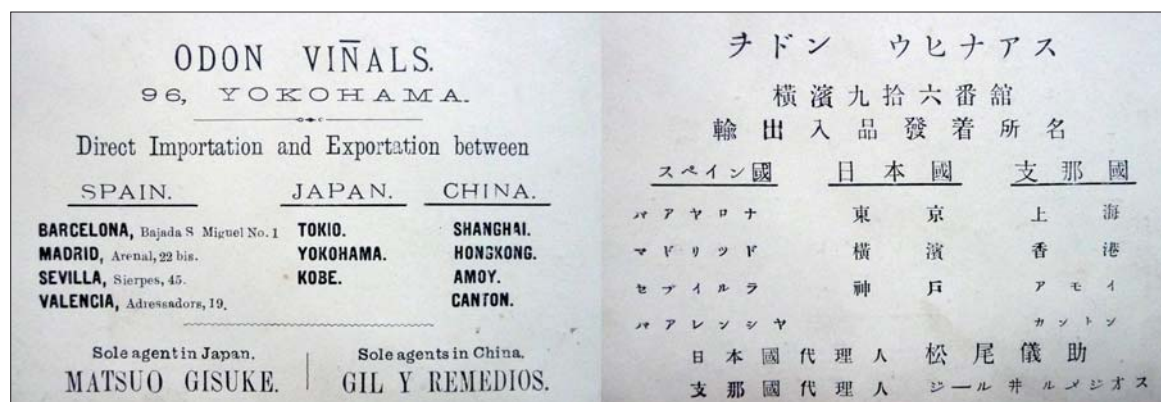 ODON VIÑALS.
96, YOKOHAMA.
Direct Importation and Exportation between
SPAIN. JAPAN. CHINA.
BARCELONA, Bajada S Miguel No. 1 TOKIO. SHANGHAI.
MADRID, Arenal, 22 bis. YOKOHAMA. HONGKONG.
SEVILLA, Sierpes, 45. KOBE. AMOY.
VALENCIA, Adressadors, 19. CANTON.
Sole agent in Japan. Sole agents in China.
MATSUO GISUKE. GIL Y REMEDIOS.
ヲドン ウヒナアス
横濱九拾六番舘
輸出入品發着所名
スペイン國 日本國 支那國
バアヤロナ 東京 上海
マドリッド 横濱 香港
セブイルラ 神戸 アモイ
バアレンシヤ カントン
日本國代理人 松尾儀助
支那國代理人 ジール井ルメジオス